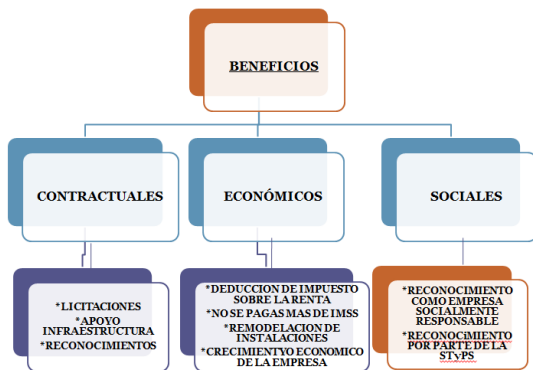 BENEFICIOS
CONTRACTUALES
ECONÓMICOS
SOCIALES
*LICITACIONES
*APOYO
INFRAESTRUCTURA
*RECONOCIMIENTOS
*DEDUCCION DE IMPUESTO
SOBRE LA RENTA
*NO SE PAGAS MAS DE IMSS
*REMODELACION DE
INSTALACIONES
*CRECIMIENTYO ECONOMICO
DE LA EMPRESA
*RECONOCIMIENTO
COMO EMPRESA
SOCIALMENTE
RESPONSABLE
*RECONOCiMIENTO
POR PARTE DE LA
STyPS